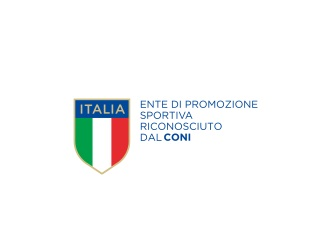 ITALIA
ENTE DI PROMOZIONE
SPORTIVA
RICONOSCIUTO
DAL CONI